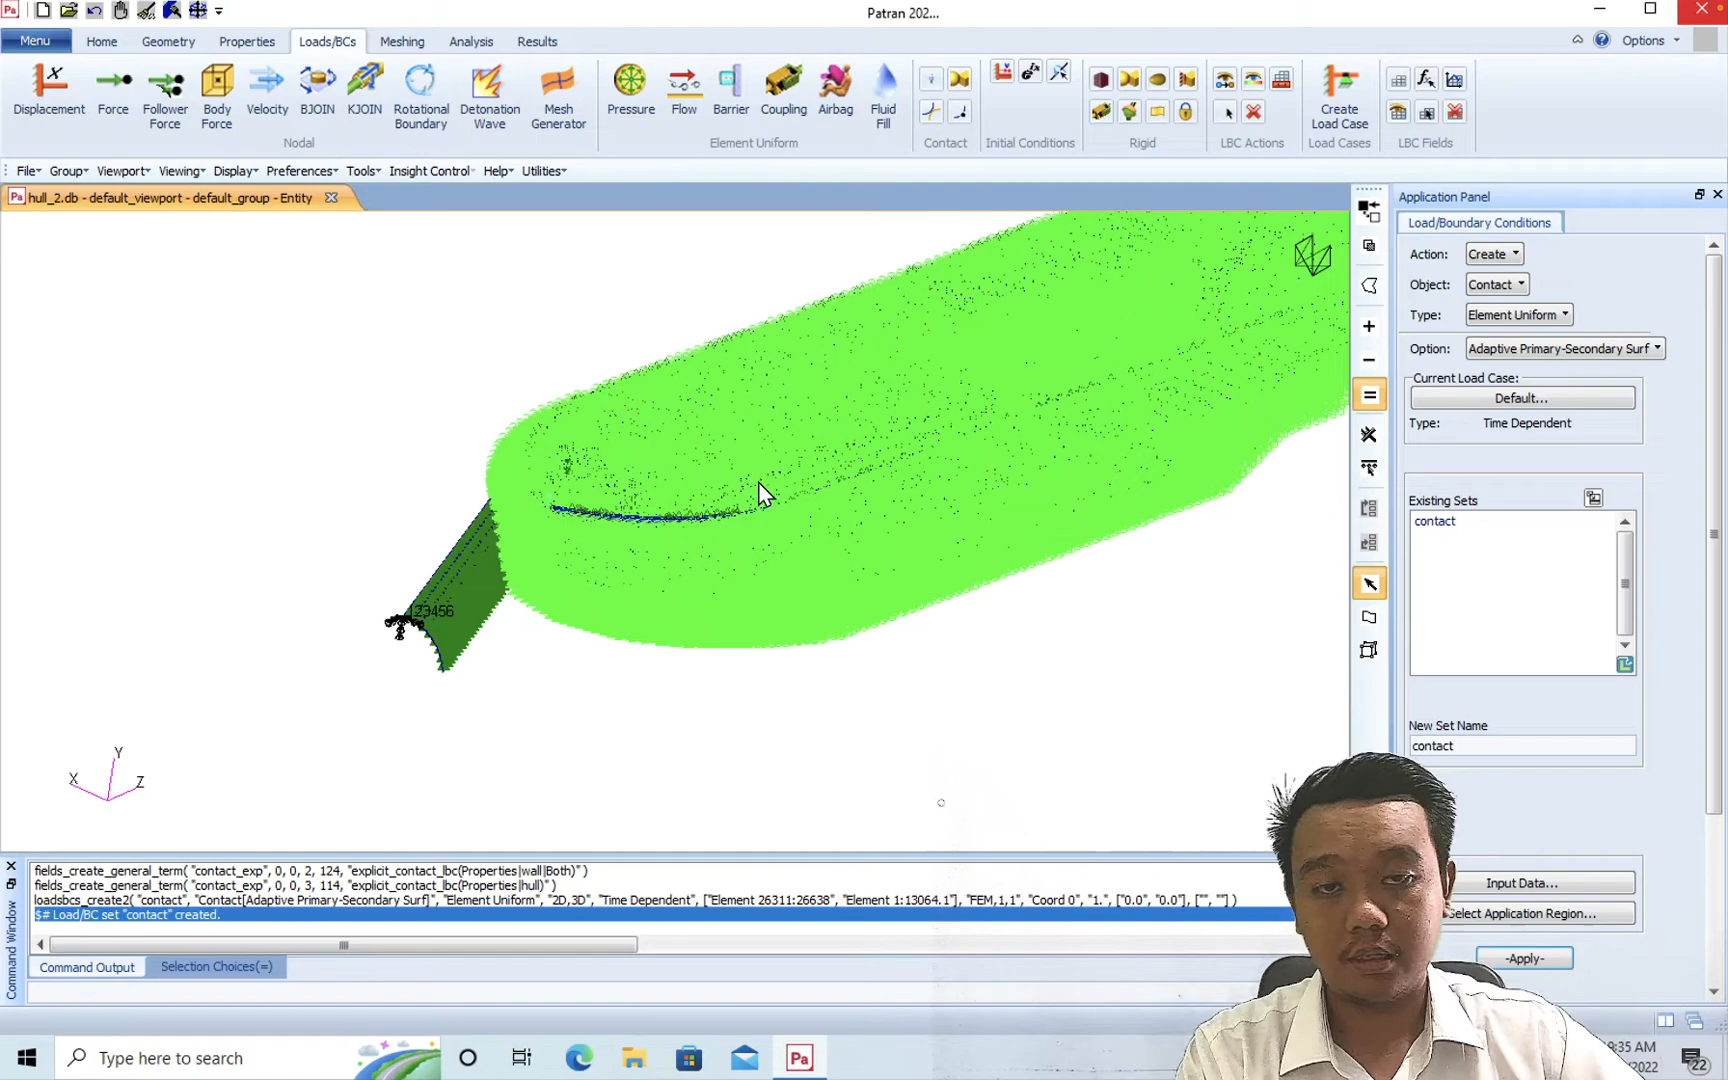 Patran 202...
Menu Home Geometry Properties Loads/BCs Meshing Analysis Results
Options
Displacement
Force
Follower Force
Body Force
Velocity
BJOIN
KJOIN
Rotational Boundary
Detonation Wave
Mesh Generator
Pressure
Flow
Barrier
Coupling
Airbag
Fluid Fill
Create Load Case
Nodal
Element Uniform
Contact
Initial Conditions
Rigid
LBC Actions
Load Cases
LBC Fields
File Group Viewport Viewing Display Preferences Tools Insight Control Help Utilities
Pa hull_2.db - default_viewport - default_group - Entity
Application Panel
Load/Boundary Conditions
Action: Create
Object: Contact
Type: Element Uniform
Option: Adaptive Primary-Secondary Surf
Current Load Case:
Default...
Type: Time Dependent
Existing Sets
contact
New Set Name
contact
Input Data...
Select Application Region...
-Apply-
123456
Y
X
Z
Command Window
fields_create_general_term( "contact_exp", 0, 0, 2, 124, "explicit_contact_lbc(Properties|wall|Both)" )
fields_create_general_term( "contact_exp", 0, 0, 3, 114, "explicit_contact_lbc(Properties|hull)" )
loadsbcs_create2( "contact", "Contact[Adaptive Primary-Secondary Surf]", "Element Uniform", "2D,3D", "Time Dependent", ["Element 26311:26638", "Element 1:13064.1"], "FEM,1,1", "Coord 0", "1.", ["0.0", "0.0"], ["", ""] )
$# Load/BC set "contact" created.
Command Output Selection Choices(=)
Type here to search
Pa
:35 AM
/2022
22